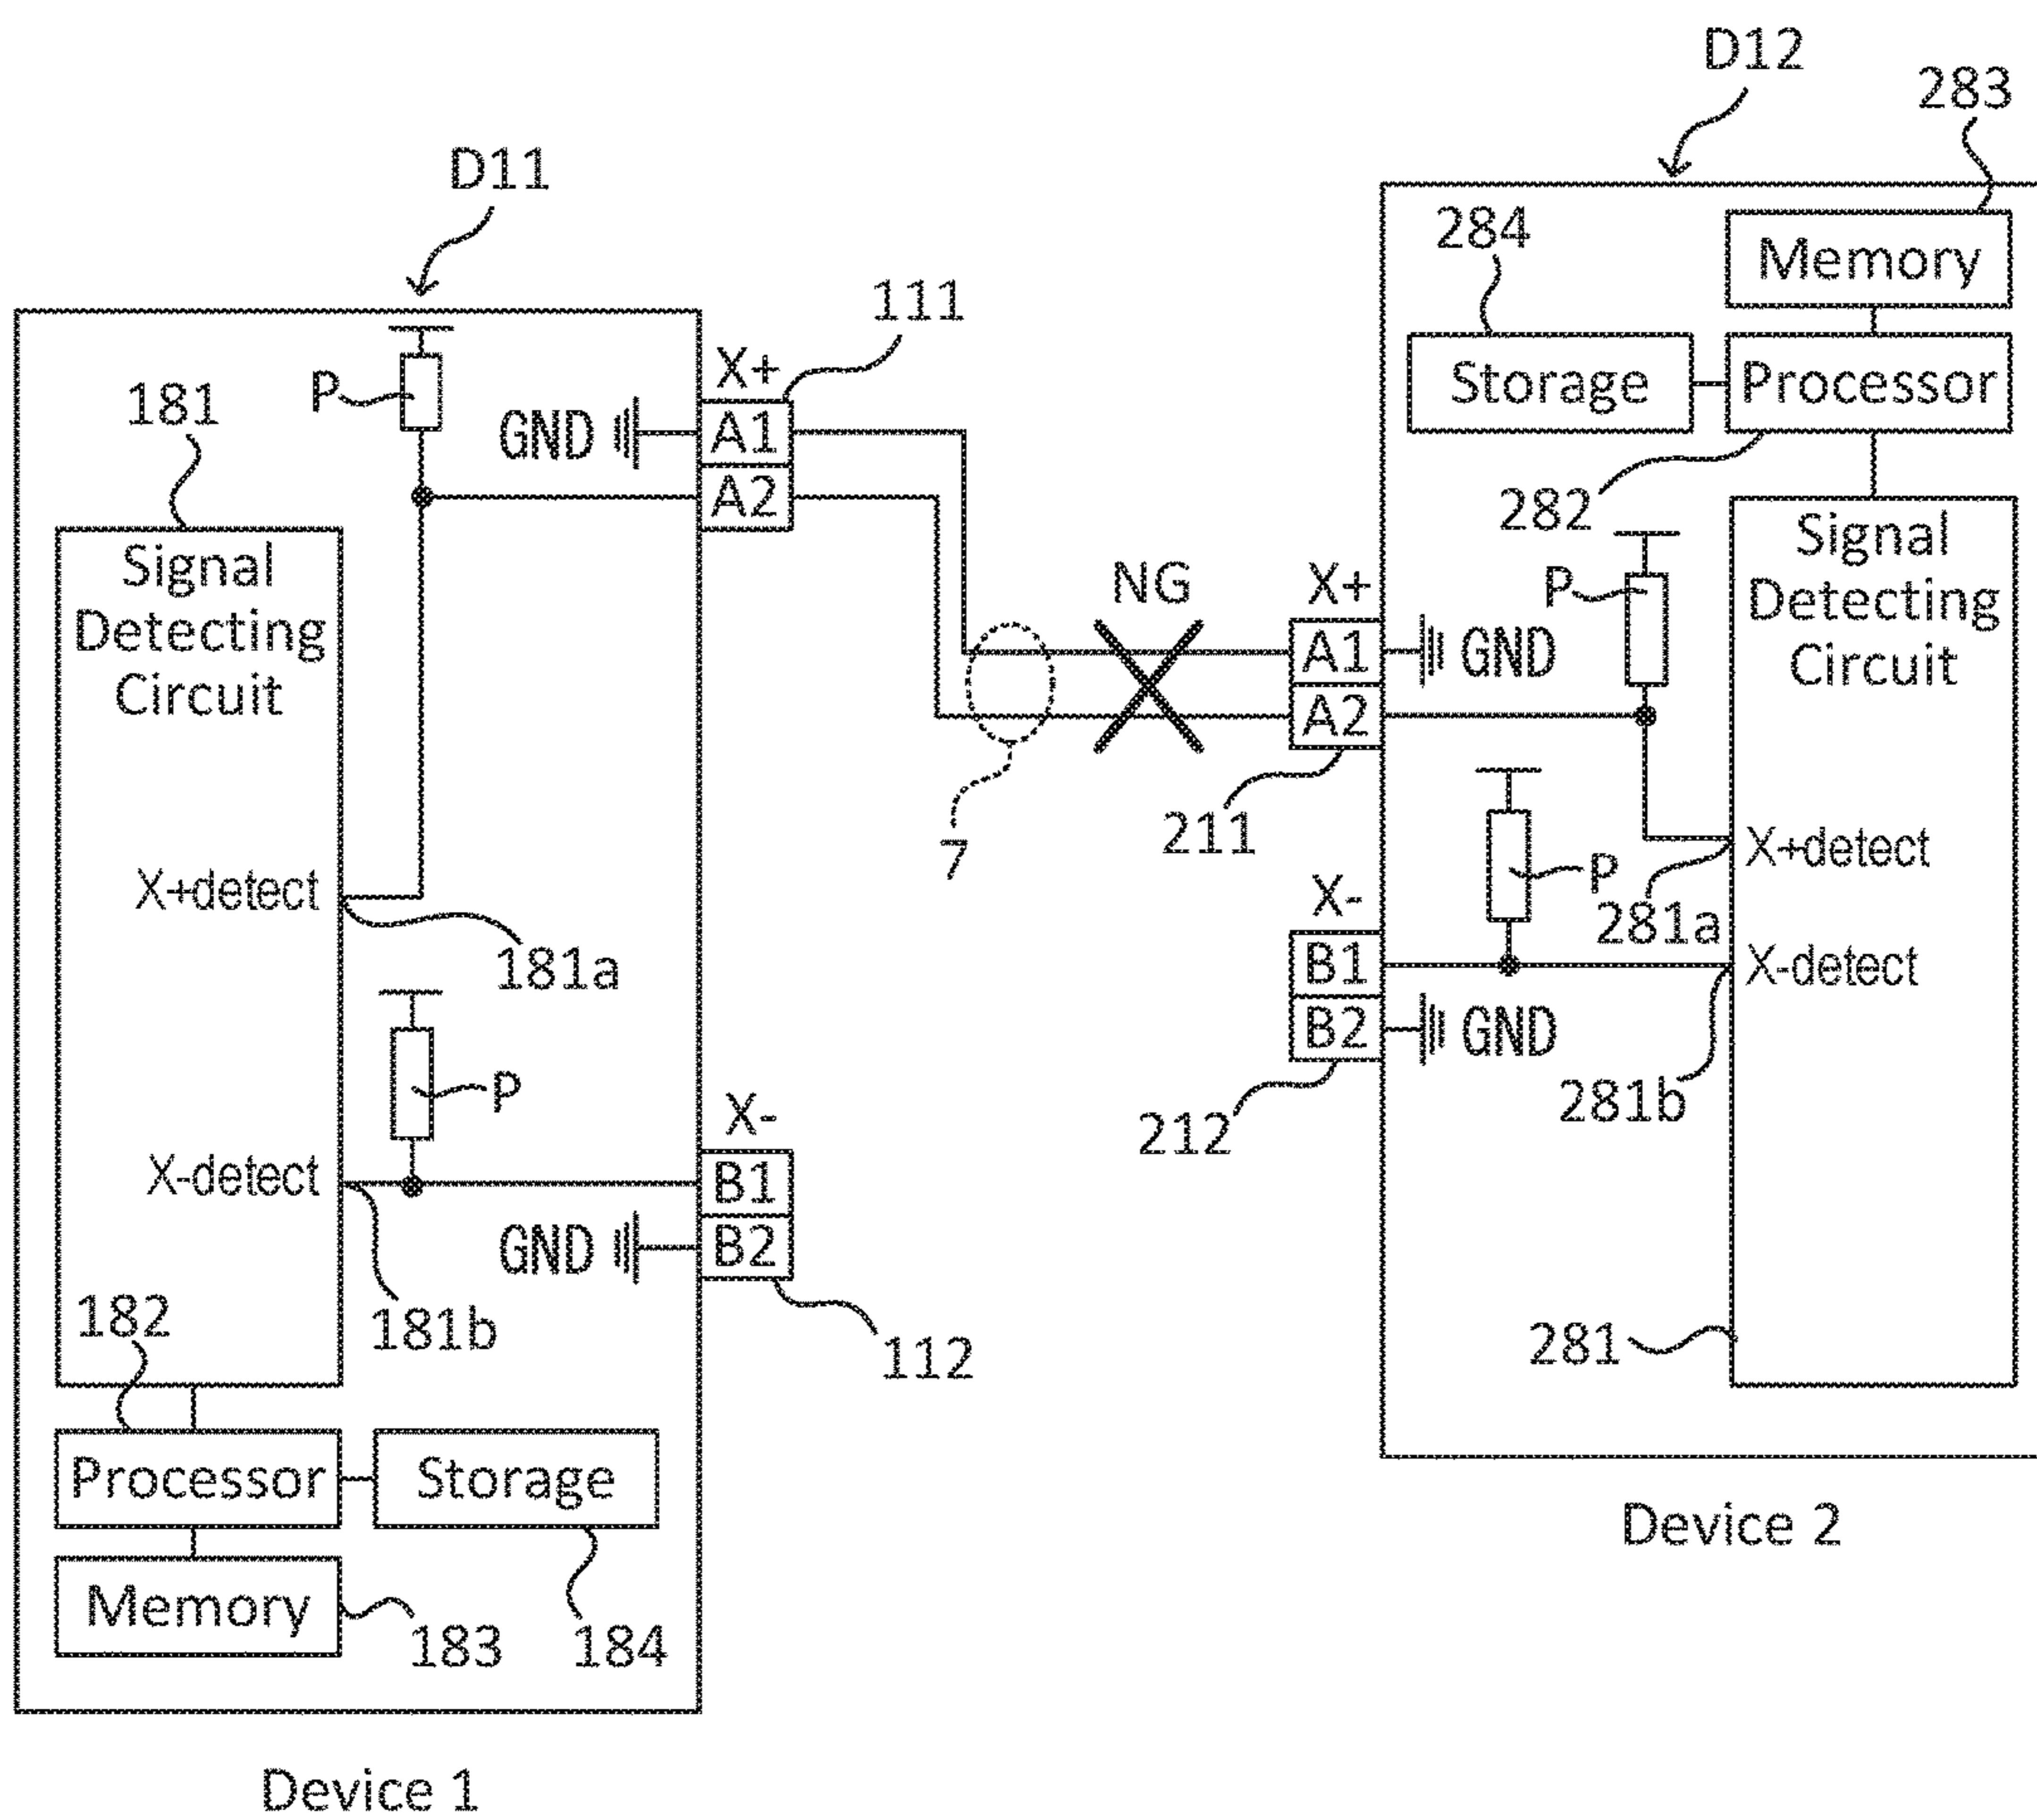 D12
283
D11
284
Memory
111
X+
P
181
GND
A1
Storage
Processor
A2
282
Signal
Detecting
Circuit
NG
X+
P
Signal
Detecting
Circuit
A1
GND
A2
7
211
X+detect
181a
X-
P
X+detect
281a
B1
X-detect
B2
GND
P
281b
X-
212
X-detect
B1
GND
B2
182
181b
112
281
Processor
Storage
Device 2
Memory
183
184
Device 1